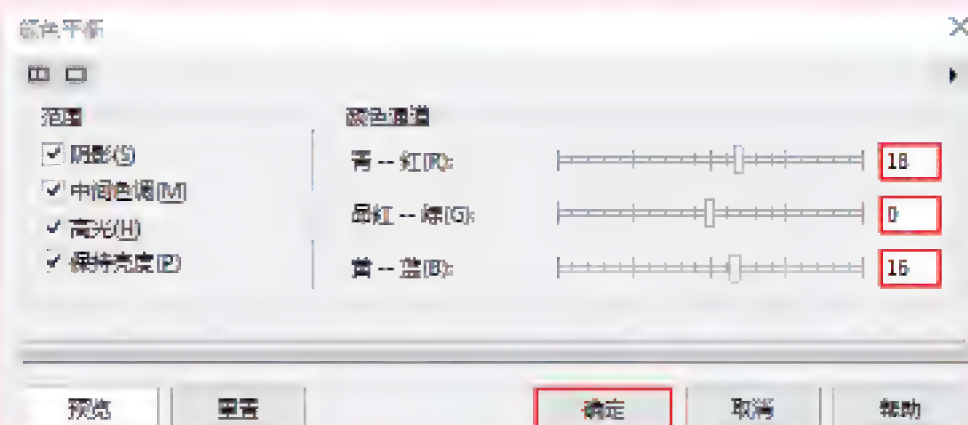 颜色平衡
范围
颜色通道
阴影(S)
青 -- 红(R):
18
中间色调(M)
高光(H)
品红 -- 绿(G):
0
保持亮度(P)
黄 -- 蓝(B):
16
预览
重置
确定
取消
帮助